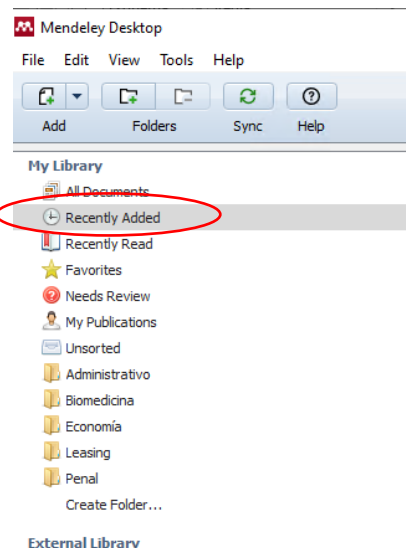 Mendeley Desktop
File Edit View Tools Help
Add Folders Sync Help
My Library
All Documents
Recently Added
Recently Read
Favorites
Needs Review
My Publications
Unsorted
Administrativo
Biomedicina
Economía
Leasing
Penal
Create Folder...
External Library